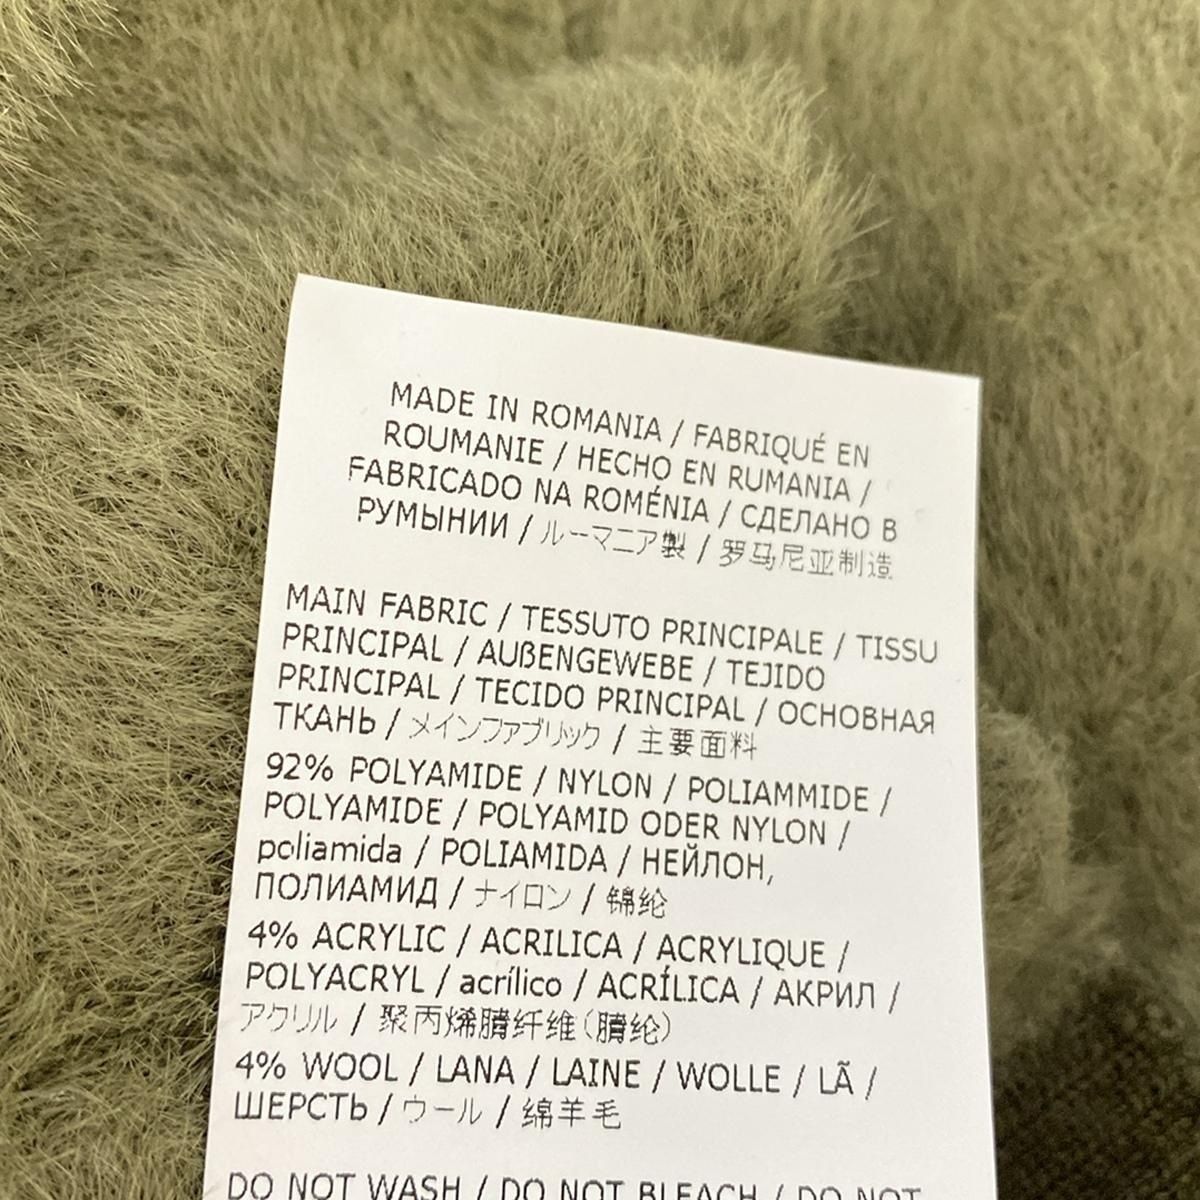 MADE IN ROMANIA / FABRIQUÉ EN
ROUMANIE / HECHO EN RUMANIA /
FABRICADO NA ROMÉNIA / СДЕЛАНО В
РУМЫНИИ / ルーマニア製 / 罗马尼亚制造
MAIN FABRIC / TESSUTO PRINCIPALE / TISSU
PRINCIPAL / AUßENGEWEBE / TEJIDO
PRINCIPAL / TECIDO PRINCIPAL / ОСНОВНАЯ
ТКАНЬ / メインファブリック / 主要面料
92% POLYAMIDE / NYLON / POLIAMMIDE /
POLYAMIDE / POLYAMID ODER NYLON /
poliamida / POLIAMIDA / НЕЙЛОН,
ПОЛИАМИД / ナイロン / 锦纶
4% ACRYLIC / ACRILICA / ACRYLIQUE /
POLYACRYL / acrílico / ACRÍLICA / АКРИЛ /
アクリル / 聚丙烯腈纤维(腈纶)
4% WOOL / LANA / LAINE / WOLLE / LÃ /
ШЕРСТЬ / ウール / 绵羊毛
DO NOT WASH / DO NOT BLEACH / DO NOT